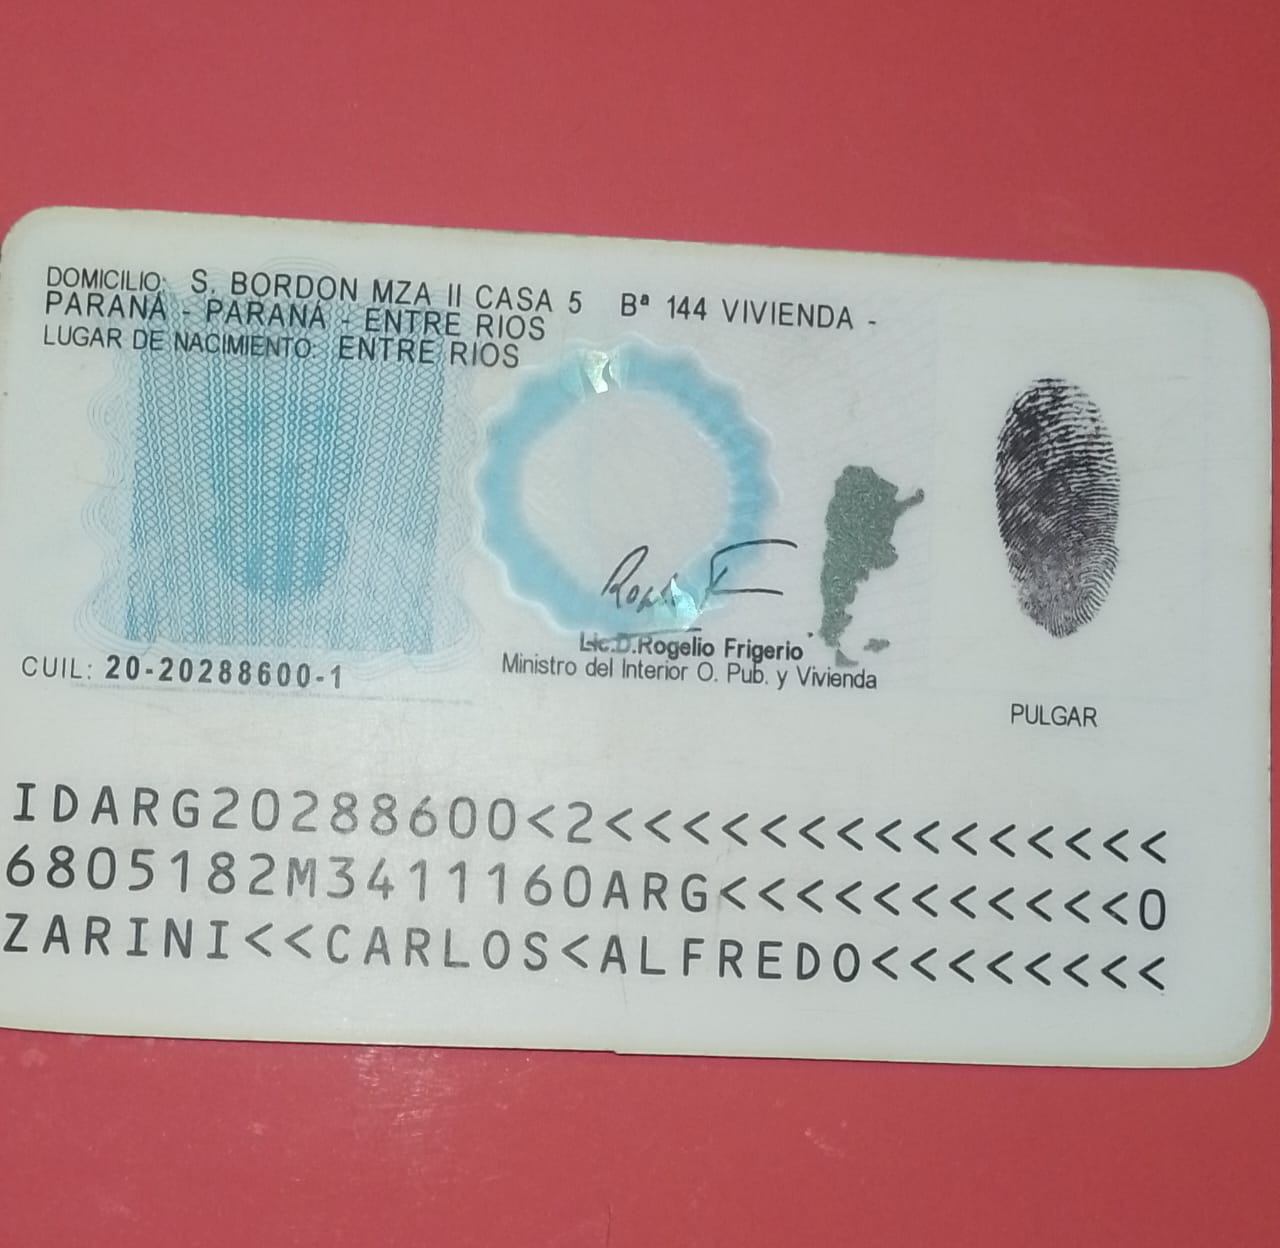 DOMICILIO: S. BORDON MZA II CASA 5 Bª 144 VIVIENDA -
PARANÁ - PARANÁ - ENTRE RIOS
LUGAR DE NACIMIENTO: ENTRE RIOS
Lic.D.Rogelio Frigerio
Ministro del Interior O. Pub. y Vivienda
CUIL: 20-20288600-1
PULGAR
IDARG20288600<2<<<<<<<<<<<<<<<
6805182M3411160ARG<<<<<<<<<<<0
ZARINI<<CARLOS<ALFREDO<<<<<<<<